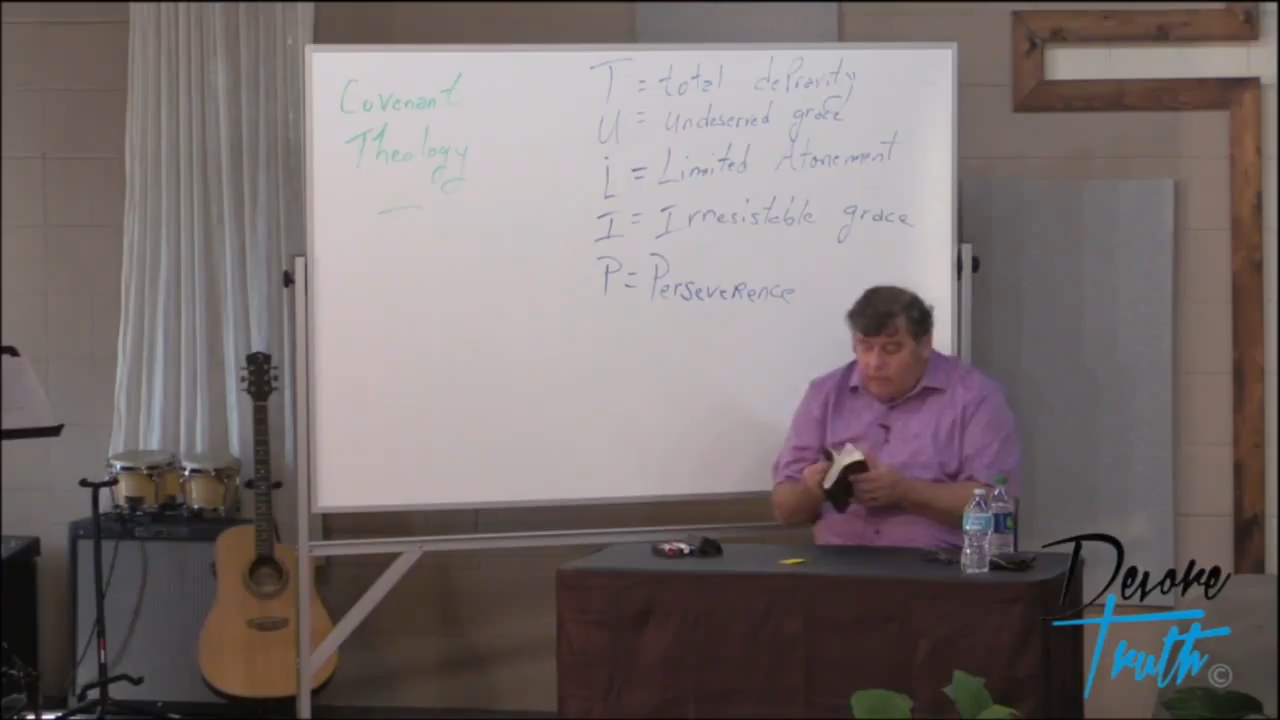 Covenant
Theology
T = total depravity
U = Undeserved grace
L = Limited Atonement
I = Irresistable grace
P = Perseverence
Devore
Truth ©